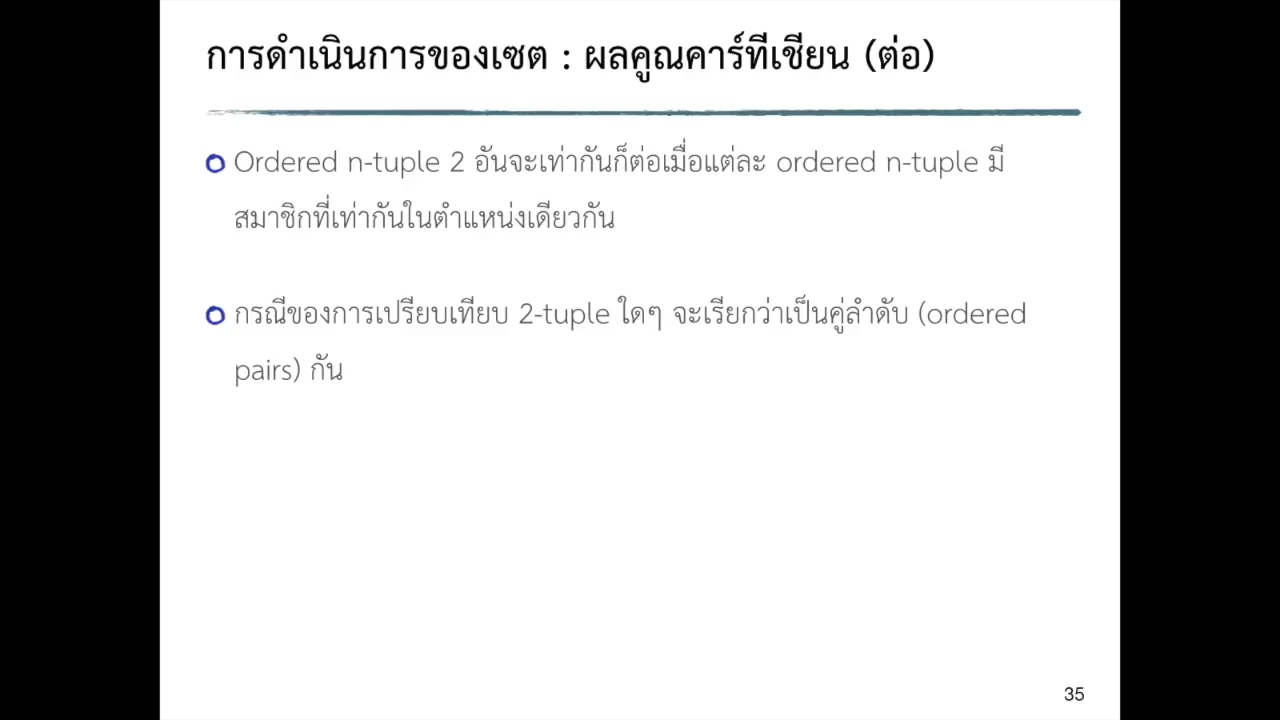 การดำเนินการของเซต : ผลคูณคาร์ทีเชียน (ต่อ)
Ordered n-tuple 2 อันจะเท่ากันก็ต่อเมื่อแต่ละ ordered n-tuple มี
สมาชิกที่เท่ากันในตำแหน่งเดียวกัน
กรณีของการเปรียบเทียบ 2-tuple ใดๆ จะเรียกว่าเป็นคู่ลำดับ (ordered
pairs) กัน
35